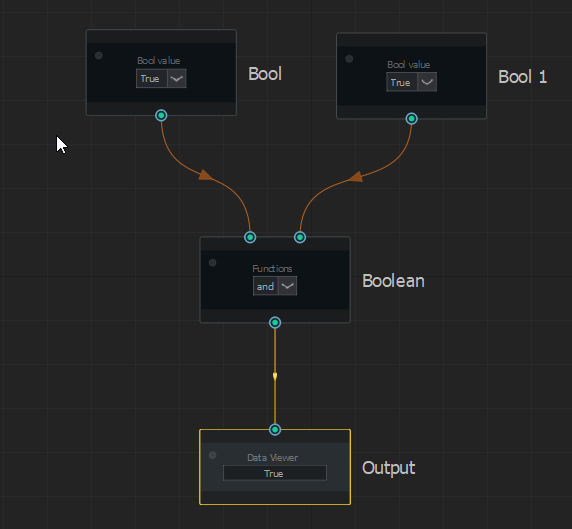 Bool value
True
Bool
Bool value
True
Bool 1
Functions
and
Boolean
Data Viewer
True
Output